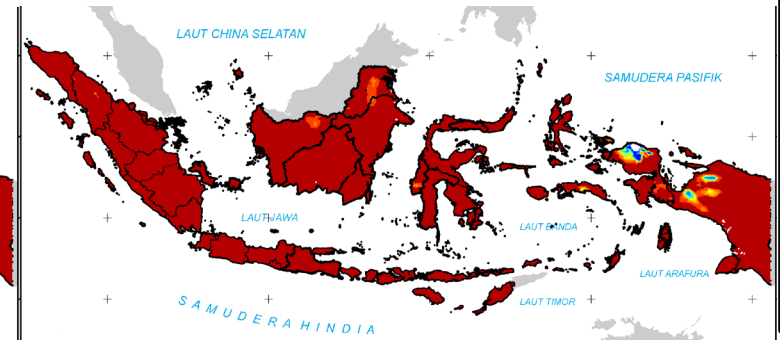 LAUT CHINA SELATAN
SAMUDERA PASIFIK
LAUT JAWA
LAUT BANDA
LAUT ARAFURA
LAUT TIMOR
SAMUDERA HINDIA